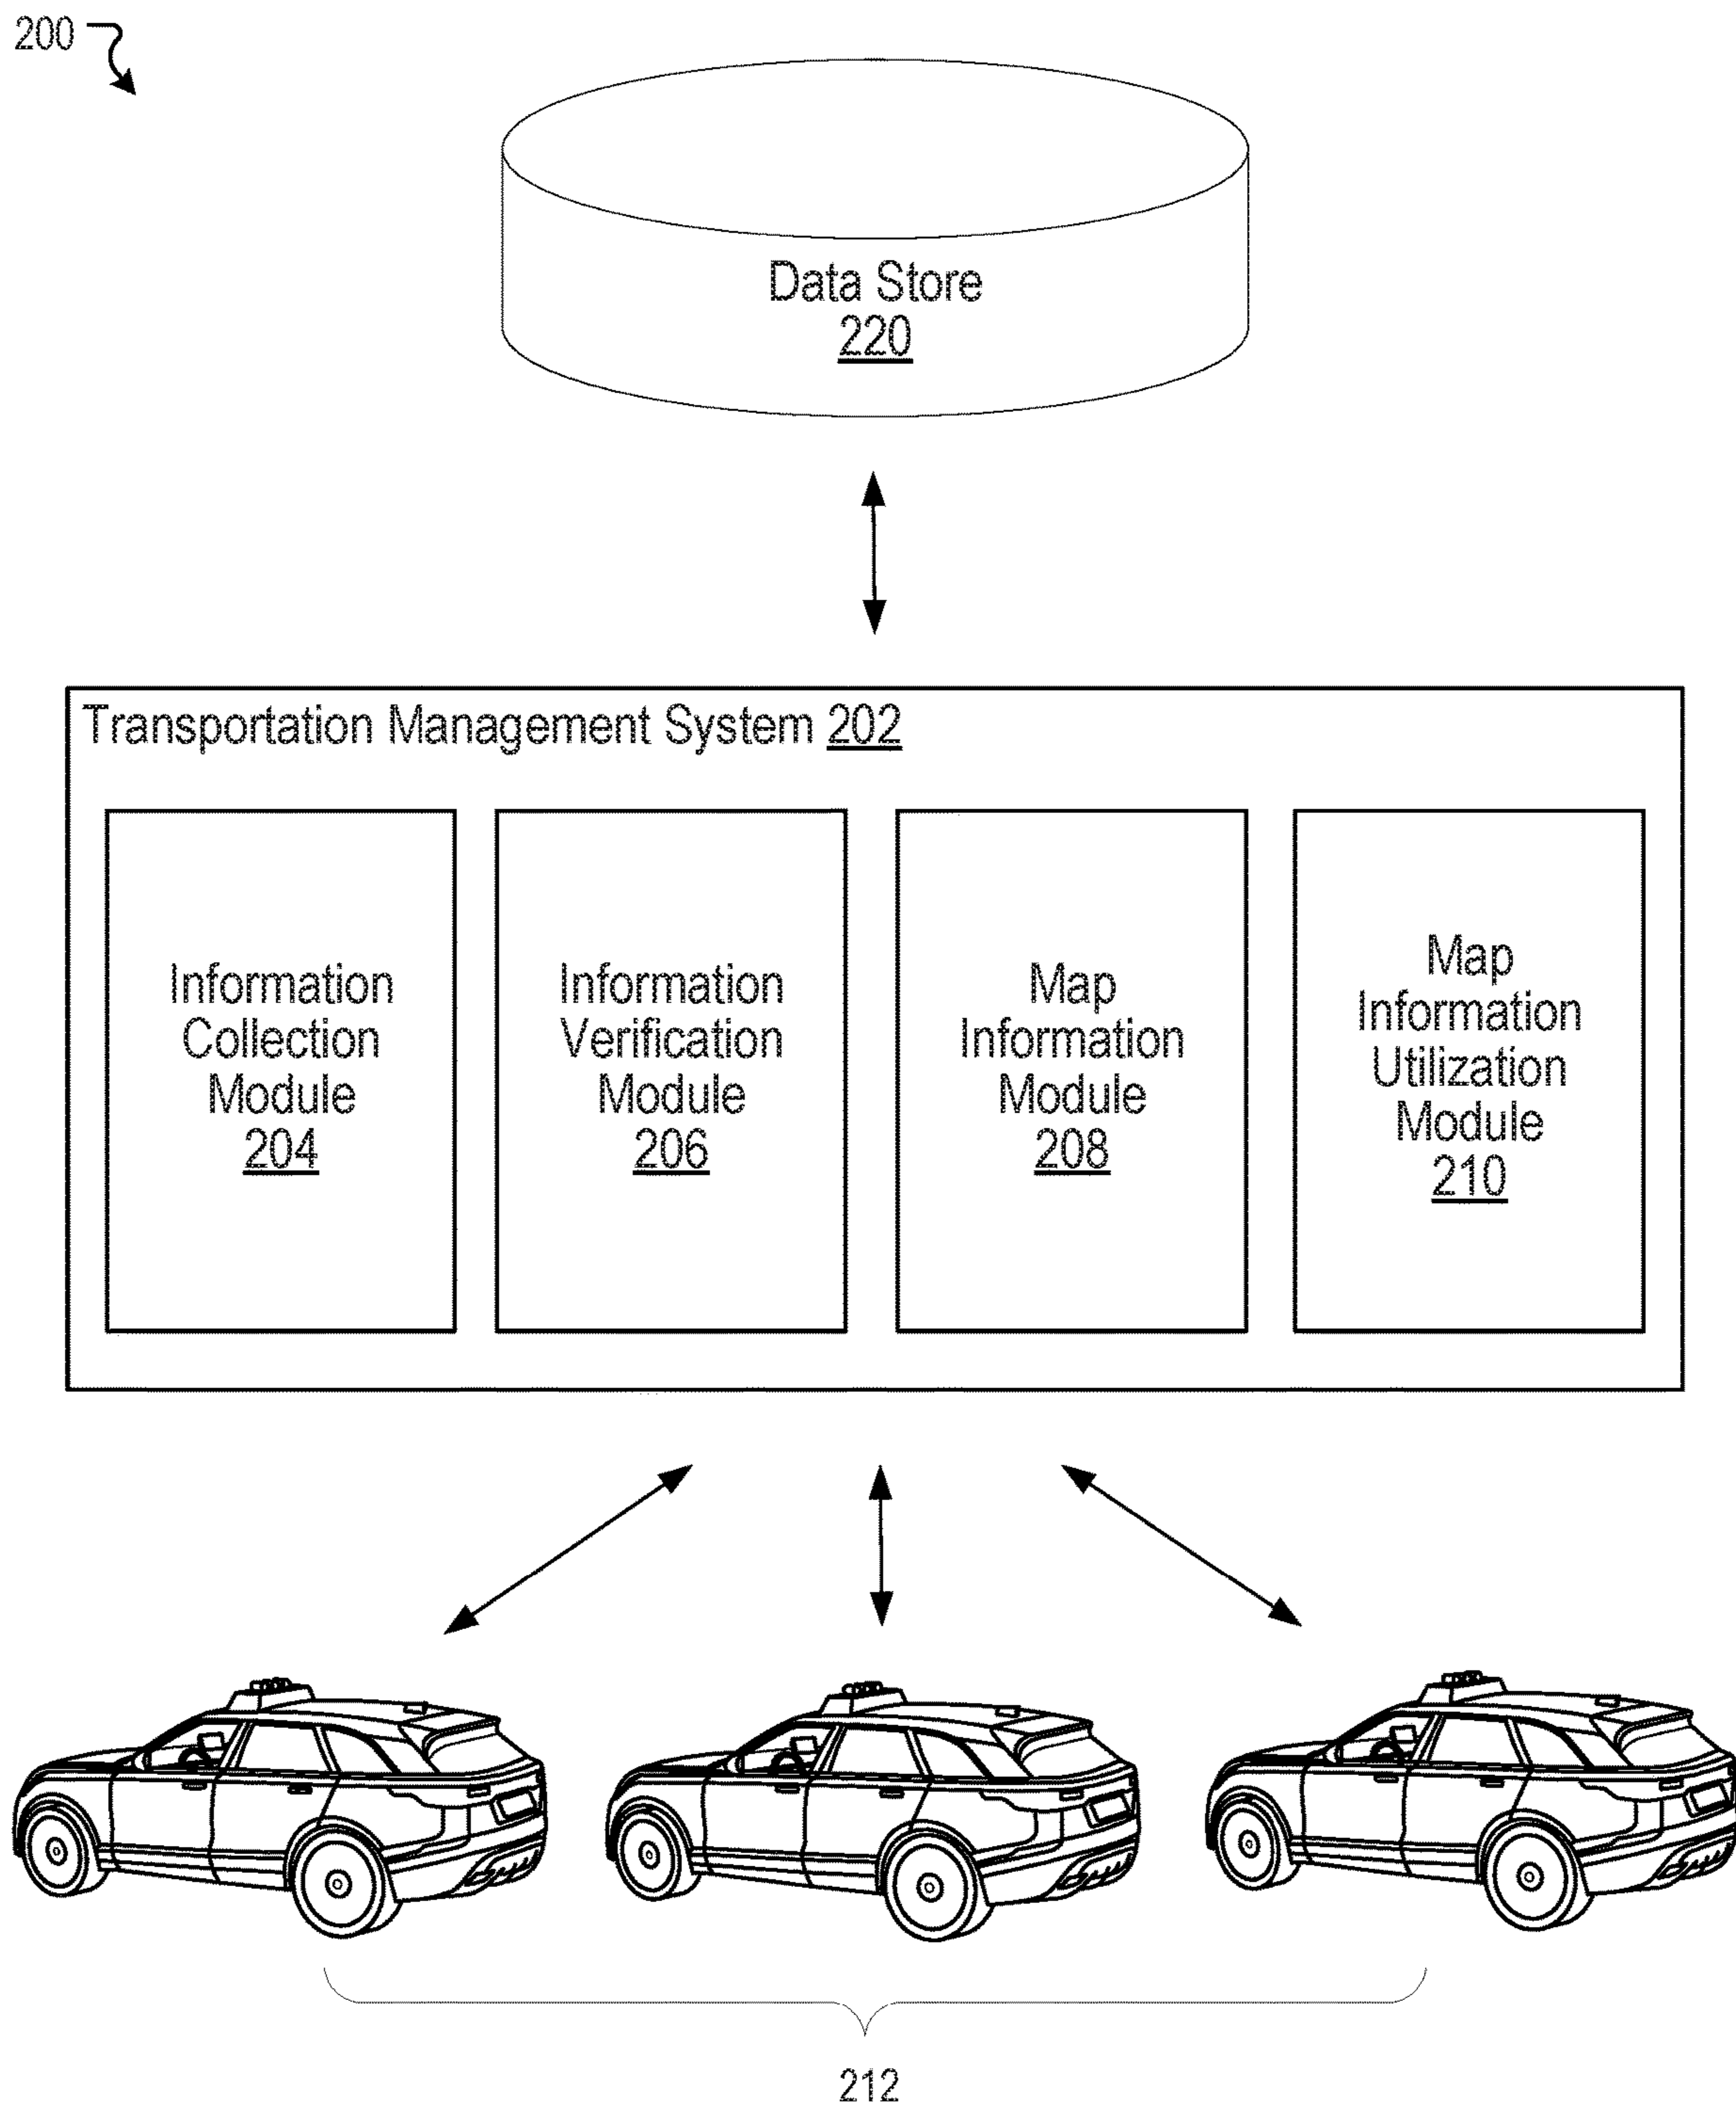 200
Data Store
220
Transportation Management System 202
Information
Collection
Module
204
Information
Verification
Module
206
Map
Information
Module
208
Map
Information
Utilization
Module
210
212